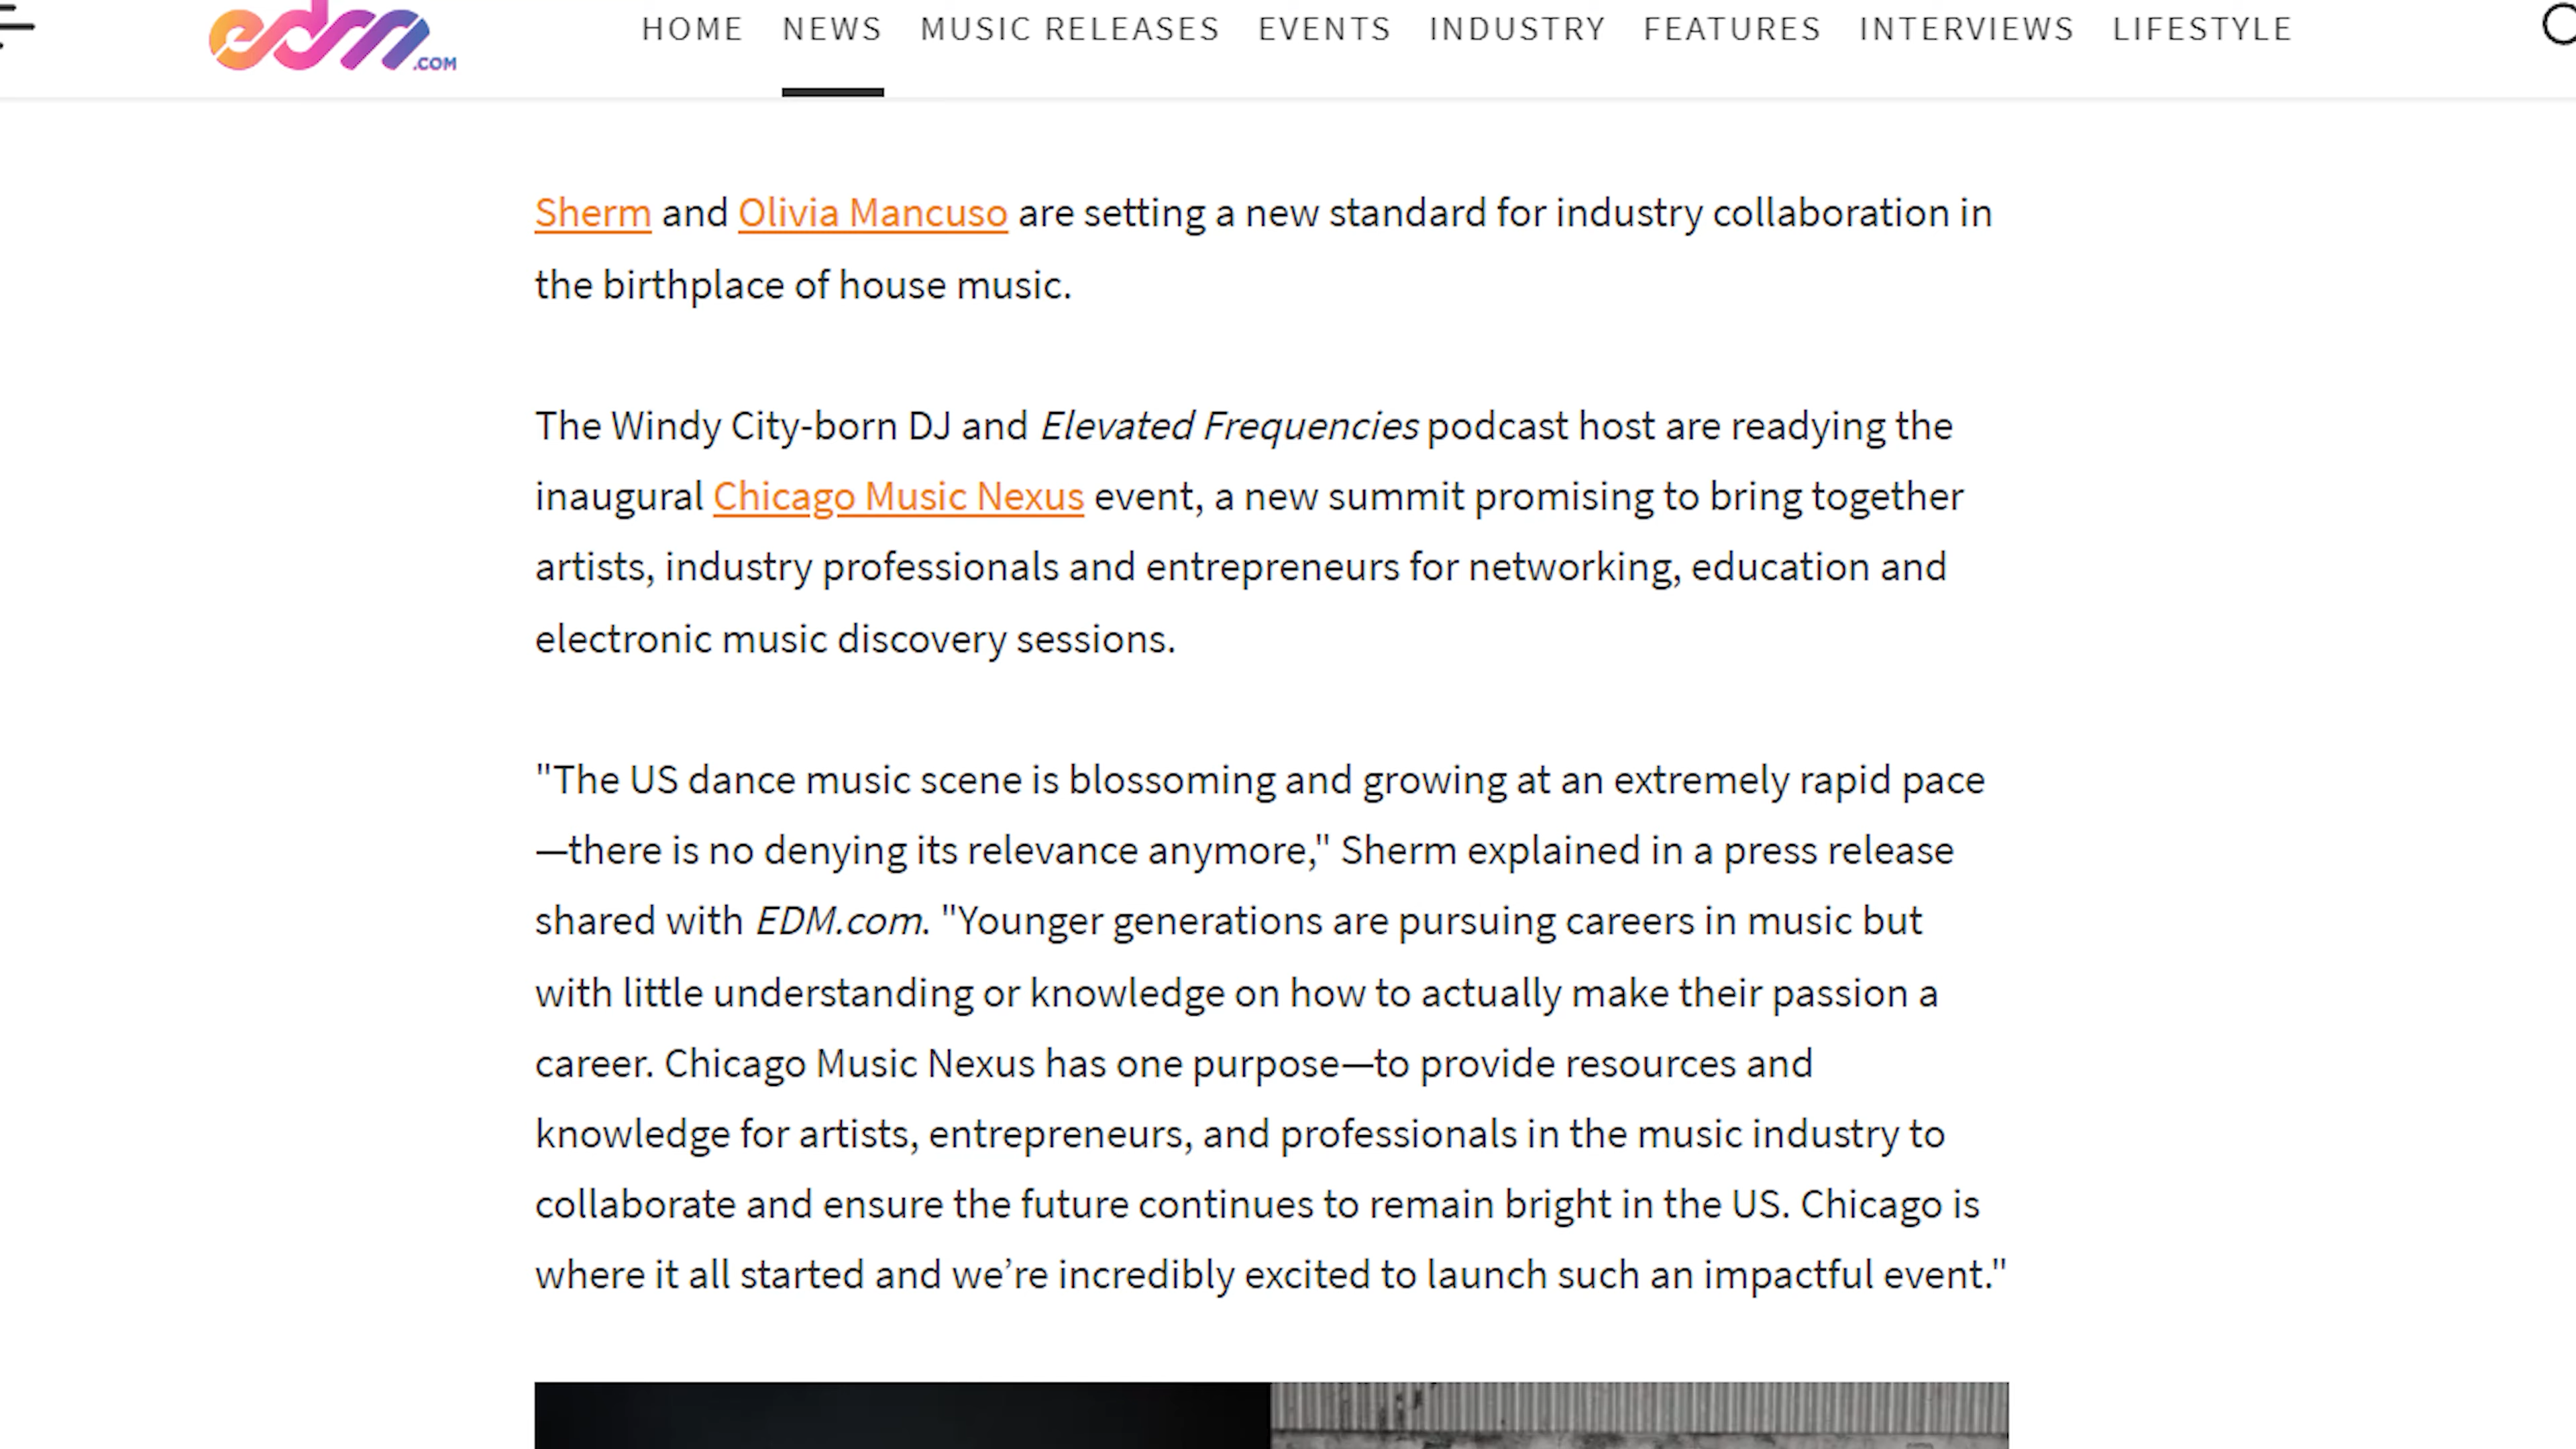 edm.com
HOME NEWS MUSIC RELEASES EVENTS INDUSTRY FEATURES INTERVIEWS LIFESTYLE
Sherm and Olivia Mancuso are setting a new standard for industry collaboration in
the birthplace of house music.
The Windy City-born DJ and Elevated Frequencies podcast host are readying the
inaugural Chicago Music Nexus event, a new summit promising to bring together
artists, industry professionals and entrepreneurs for networking, education and
electronic music discovery sessions.
"The US dance music scene is blossoming and growing at an extremely rapid pace
—there is no denying its relevance anymore," Sherm explained in a press release
shared with EDM.com. "Younger generations are pursuing careers in music but
with little understanding or knowledge on how to actually make their passion a
career. Chicago Music Nexus has one purpose—to provide resources and
knowledge for artists, entrepreneurs, and professionals in the music industry to
collaborate and ensure the future continues to remain bright in the US. Chicago is
where it all started and we’re incredibly excited to launch such an impactful event."